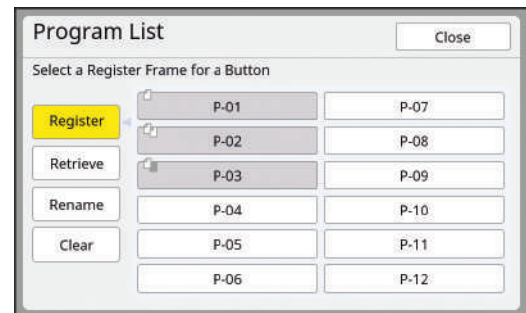 Program List
Close
Select a Register Frame for a Button
Register
Retrieve
Rename
Clear
P-01
P-02
P-03
P-04
P-05
P-06
P-07
P-08
P-09
P-10
P-11
P-12